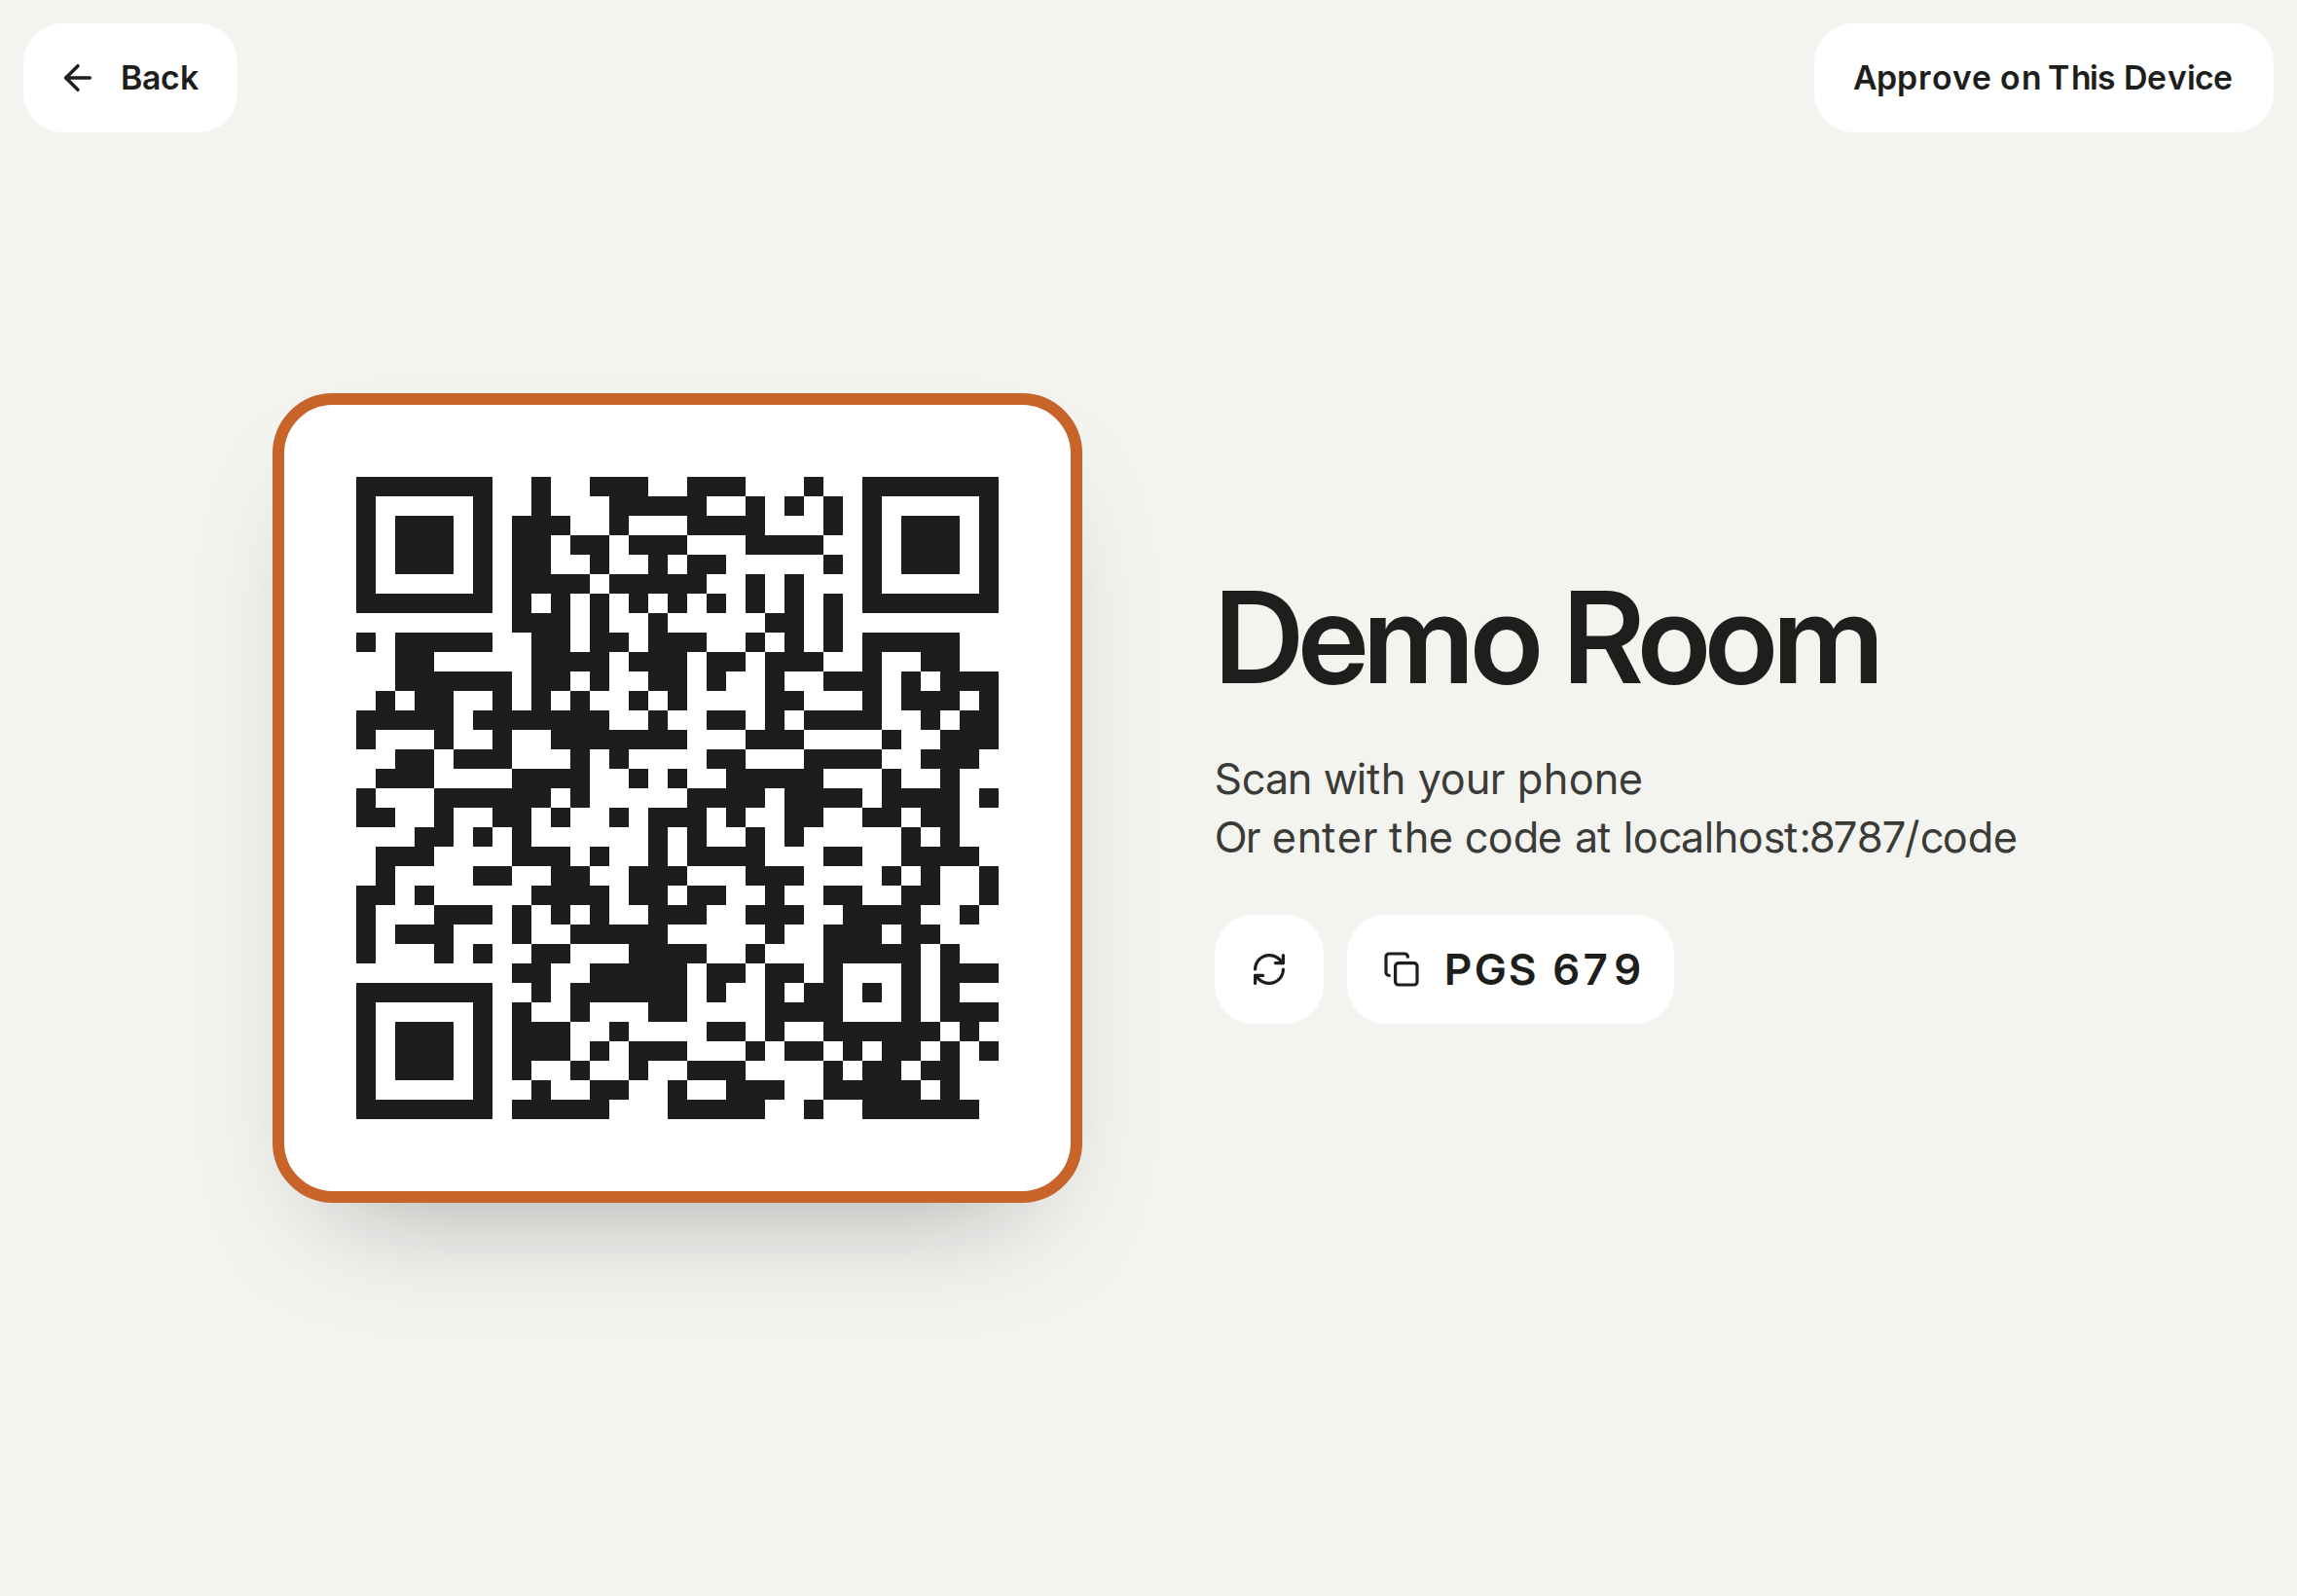 Back
Approve on This Device
Demo Room
Scan with your phone
Or enter the code at localhost:8787/code
PGS 679